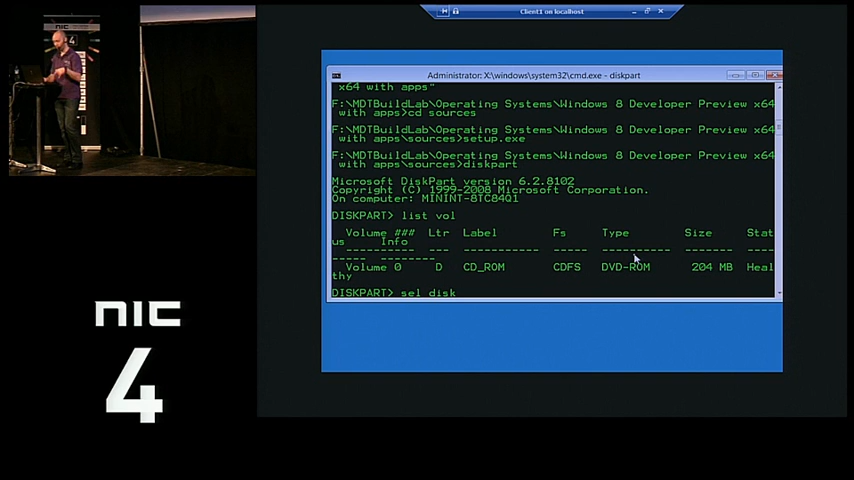 Client1 on localhost
NIC
4
Administrator: X:\windows\system32\cmd.exe - diskpart
x64 with apps"
F:\MDTBuildLab\Operating Systems\Windows 8 Developer Preview x64
with apps>cd sources
F:\MDTBuildLab\Operating Systems\Windows 8 Developer Preview x64
with apps\sources>setup.exe
F:\MDTBuildLab\Operating Systems\Windows 8 Developer Preview x64
with apps\sources>diskpart
Microsoft DiskPart version 6.2.8102
Copyright (C) 1999-2008 Microsoft Corporation.
On computer: MININT-8TC84Q1
DISKPART> list vol
Volume ### Ltr Label Fs Type Size Stat
us Info
---------- --- ----------- ----- ---------- ------- ----
----- --------
Volume 0 D CD_ROM CDFS DVD-ROM 204 MB Heal
thy
DISKPART> sel disk
NIC
4